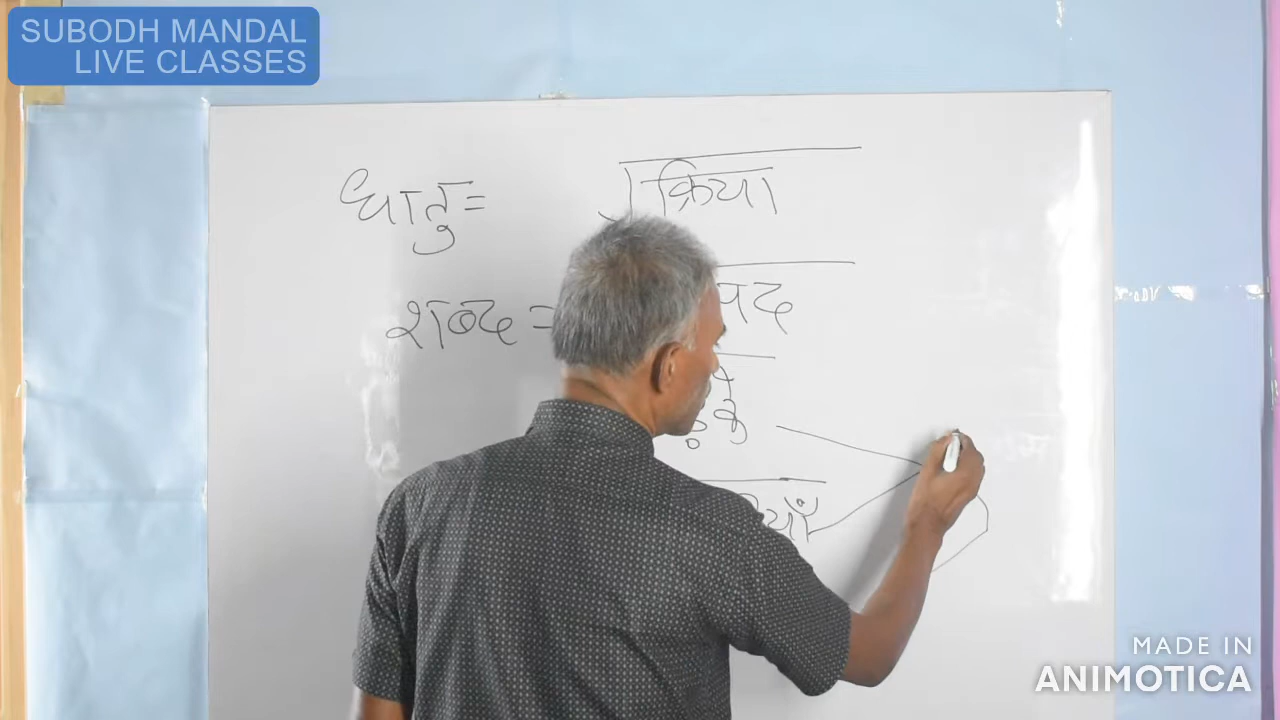 SUBODH MANDAL
LIVE CLASSES
धातु =
क्रिया
शब्द =
पद
MADE IN
ANIMOTICA